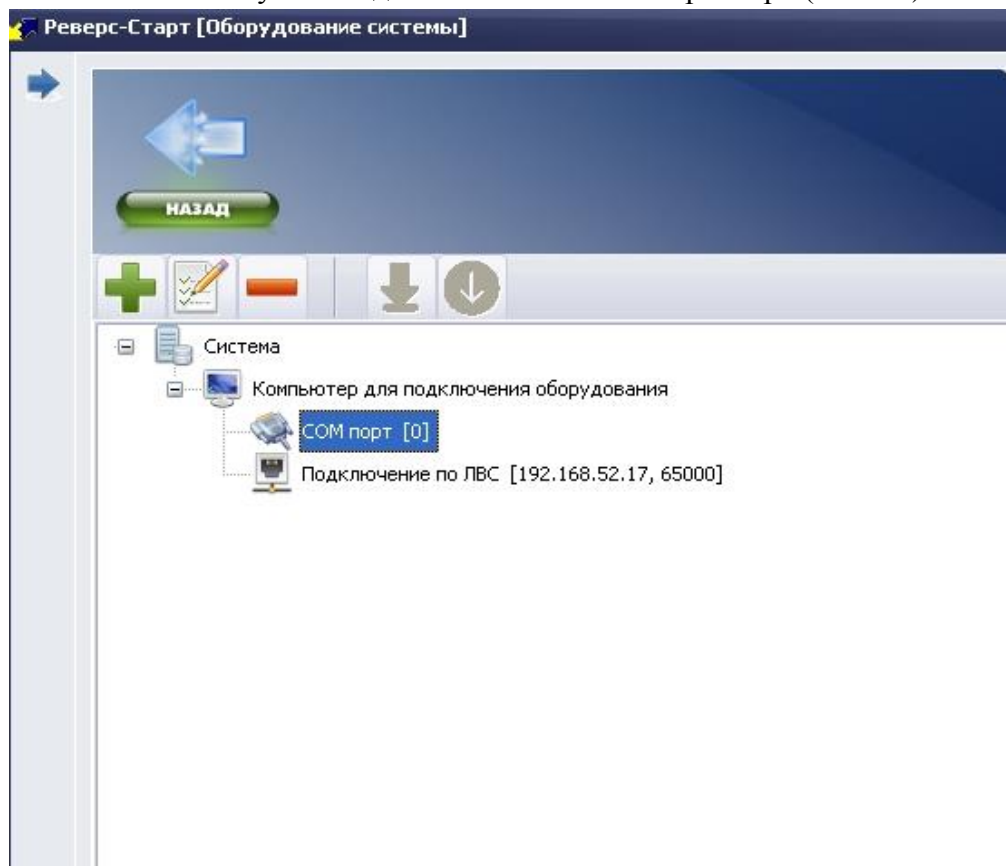 Реверс-Старт [Оборудование системы]
НАЗАД
Система
Компьютер для подключения оборудования
COM порт [0]
Подключение по ЛВС [192.168.52.17, 65000]